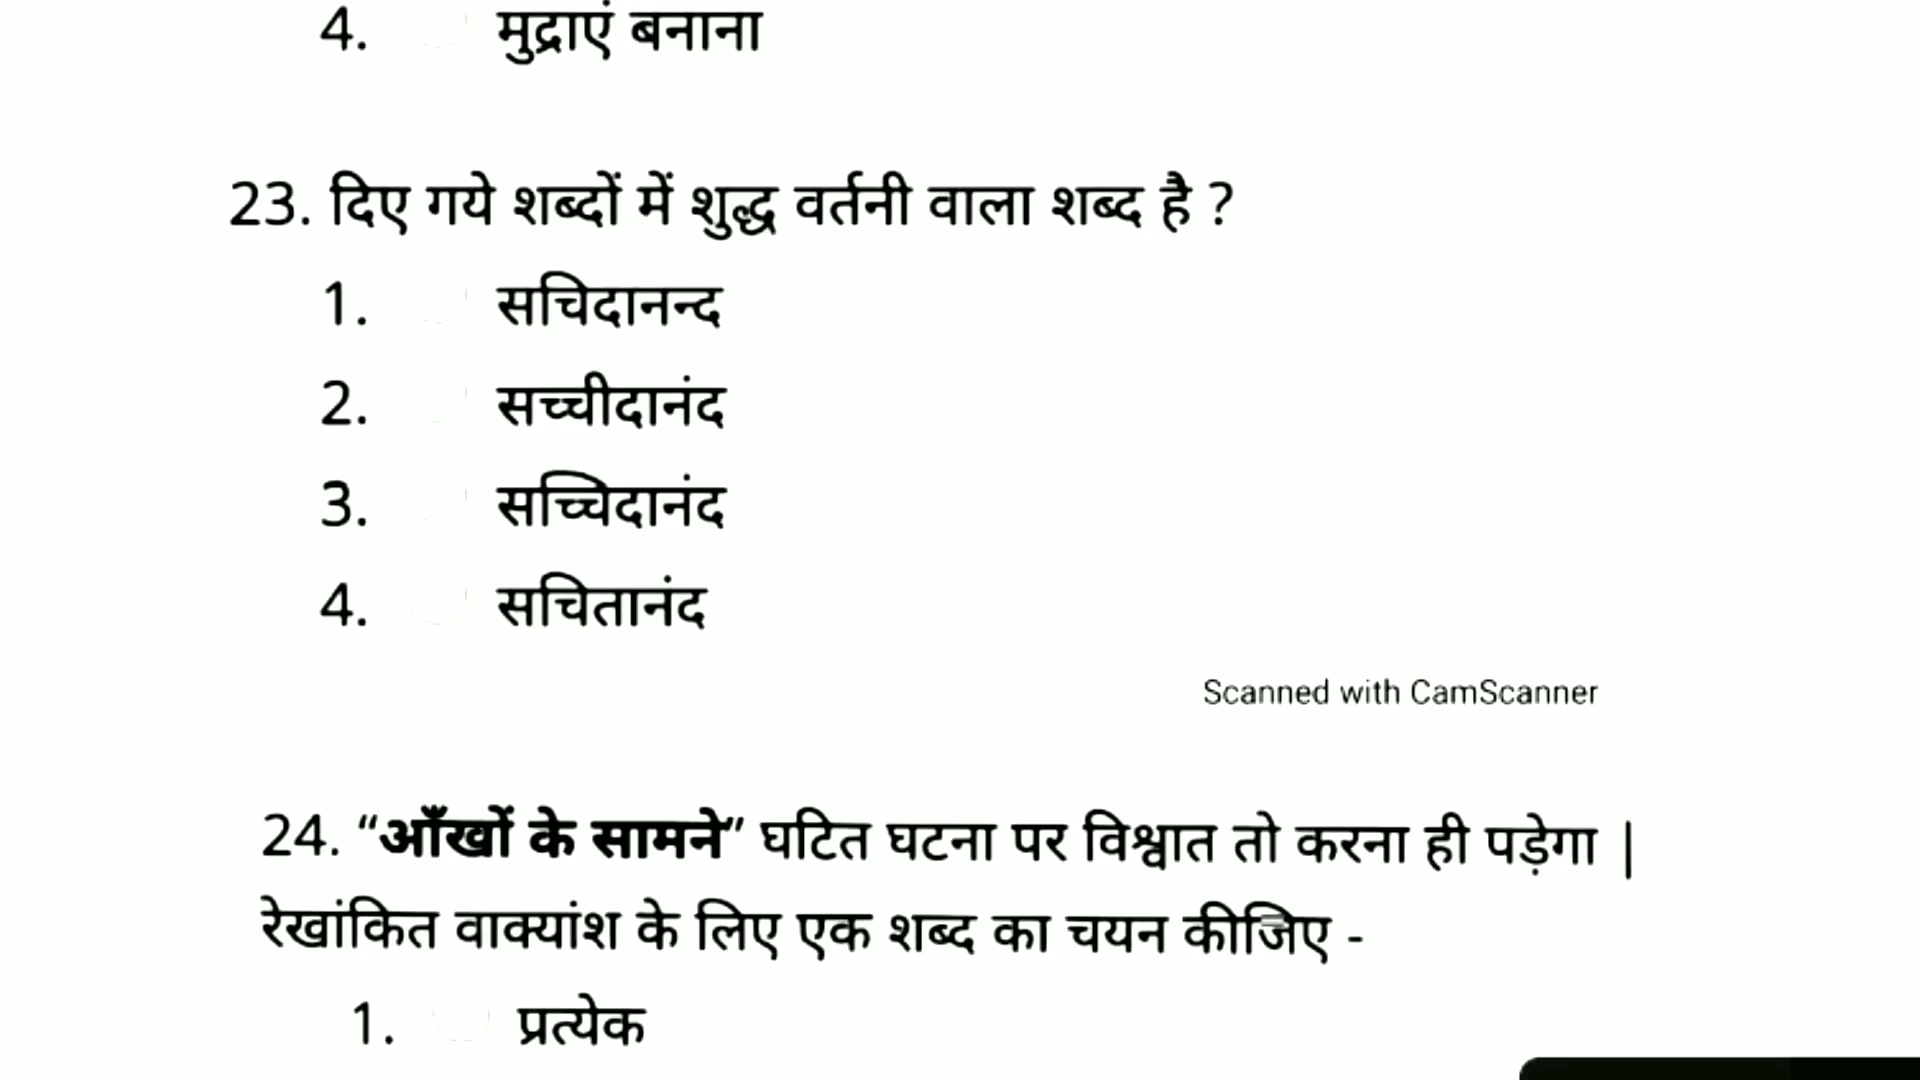 4. मुद्राएं बनाना
23. दिए गये शब्दों में शुद्ध वर्तनी वाला शब्द है ?
1. सचिदानन्द
2. सच्चीदानंद
3. सच्चिदानंद
4. सचितानंद
Scanned with CamScanner
24. “आँखों के सामने” घटित घटना पर विश्वात तो करना ही पड़ेगा |
रेखांकित वाक्यांश के लिए एक शब्द का चयन कीजिए -
1. प्रत्येक